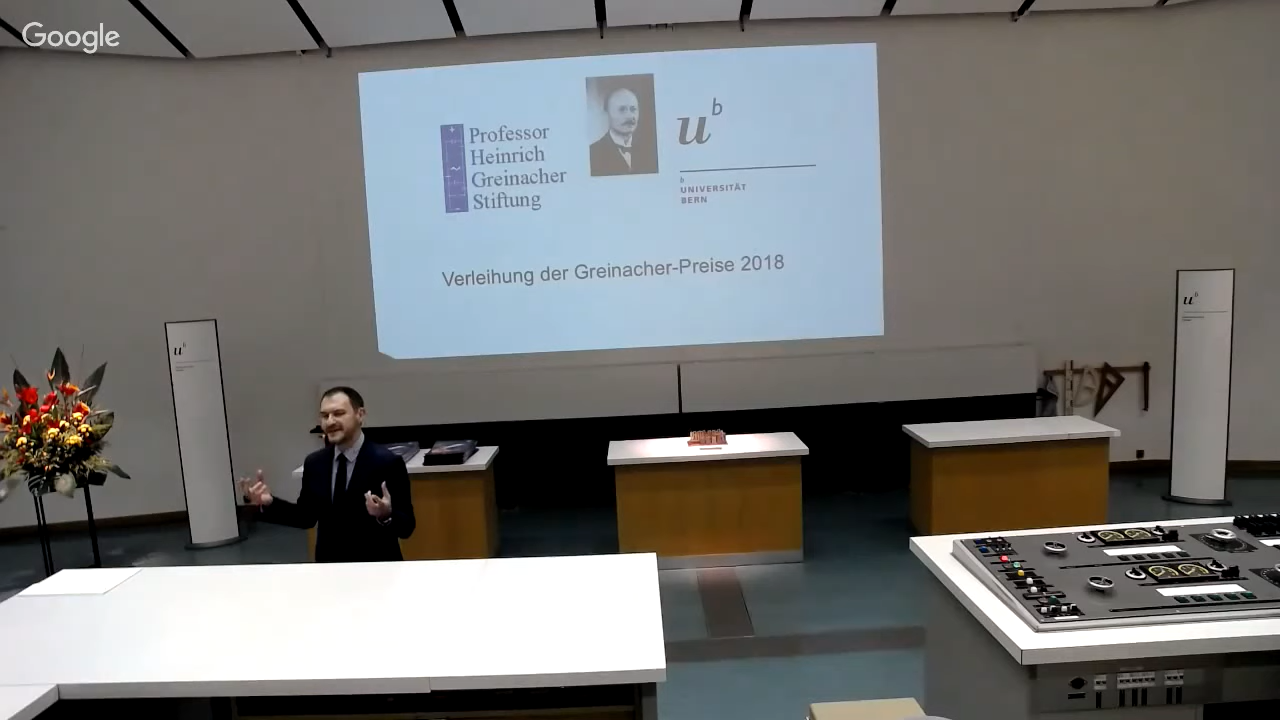 Google
Professor
Heinrich
Greinacher
Stiftung
u^b
b
UNIVERSITÄT
BERN
Verleihung der Greinacher-Preise 2018
u^b
u^b